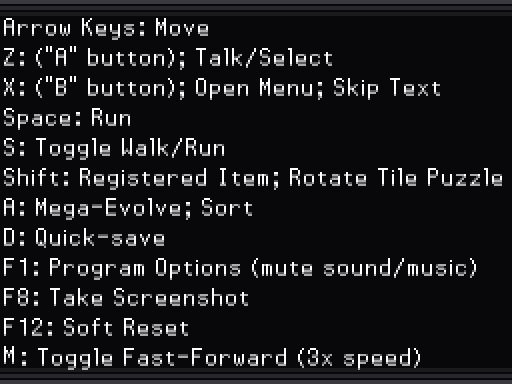 Arrow Keys: Move
Z: ("A" button); Talk/Select
X: ("B" button); Open Menu; Skip Text
Space: Run
S: Toggle Walk/Run
Shift: Registered Item; Rotate Tile Puzzle
A: Mega-Evolve; Sort
D: Quick-save
F1: Program Options (mute sound/music)
F8: Take Screenshot
F12: Soft Reset
M: Toggle Fast-Forward (3x speed)